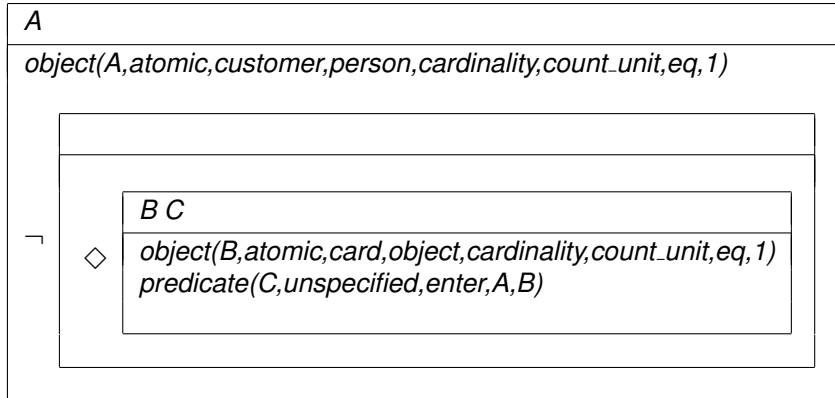 A
object(A,atomic,customer,person,cardinality,count_unit,eq,1)
B C
¬ ◇ object(B,atomic,card,object,cardinality,count_unit,eq,1)
predicate(C,unspecified,enter,A,B)